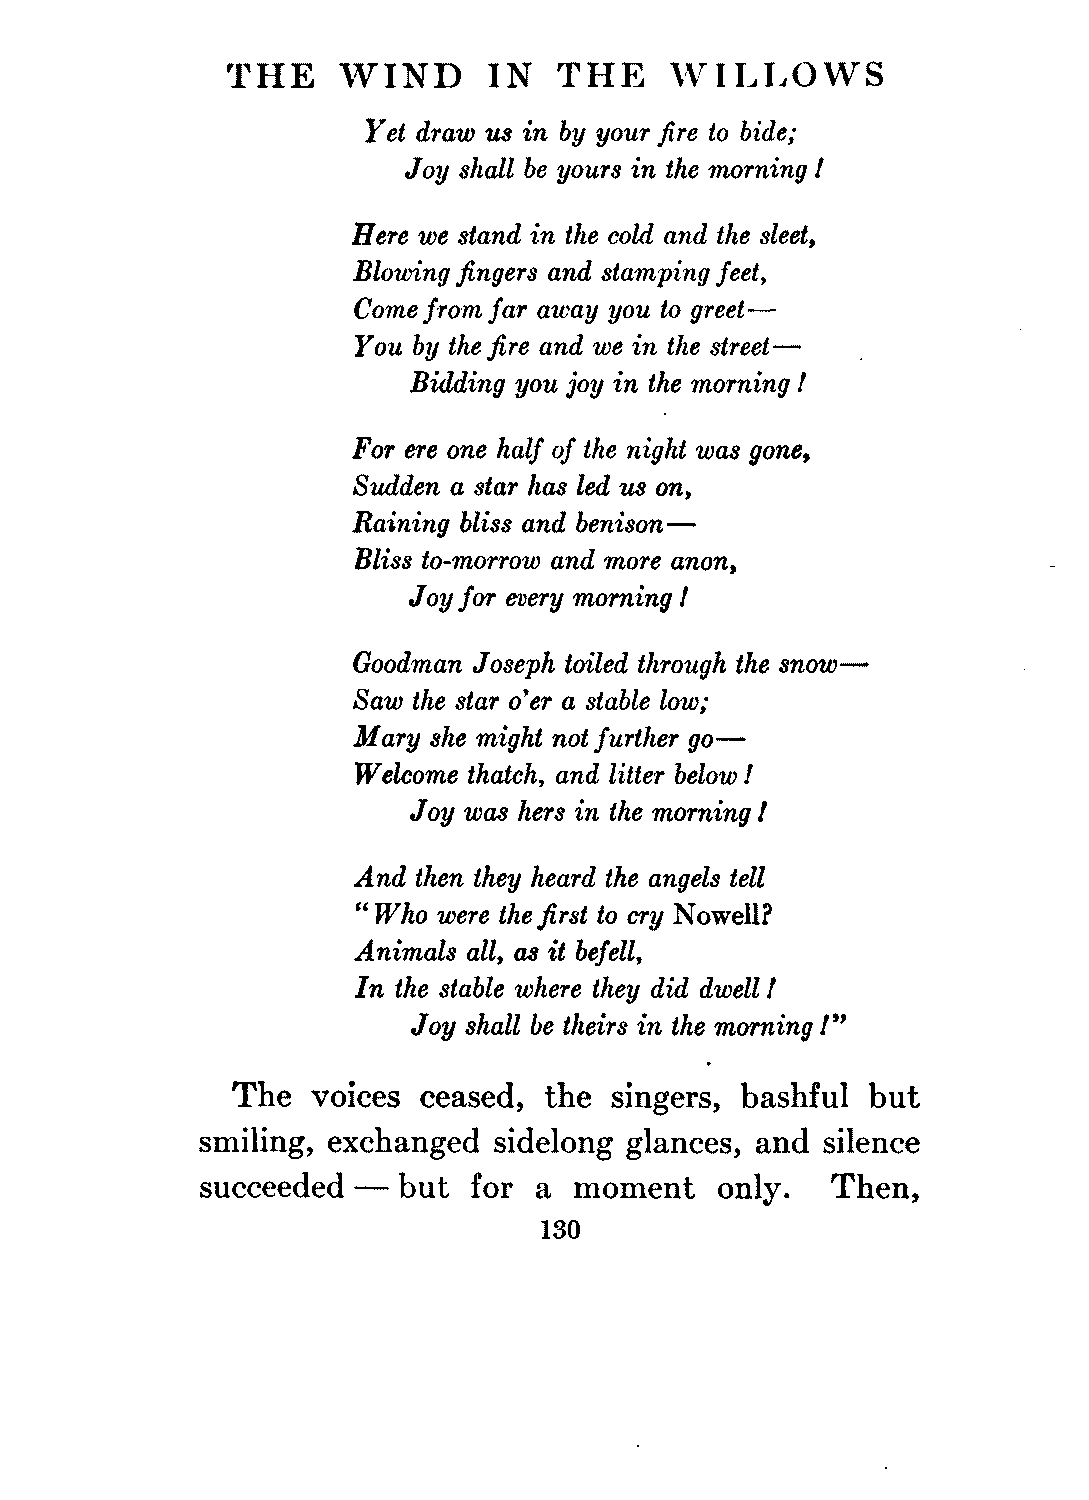 THE WIND IN THE WILLOWS
Yet draw us in by your fire to bide;
Joy shall be yours in the morning!
Here we stand in the cold and the sleet,
Blowing fingers and stamping feet,
Come from far away you to greet—
You by the fire and we in the street—
Bidding you joy in the morning!
For ere one half of the night was gone,
Sudden a star has led us on,
Raining bliss and benison—
Bliss to-morrow and more anon,
Joy for every morning!
Goodman Joseph toiled through the snow—
Saw the star o'er a stable low;
Mary she might not further go—
Welcome thatch, and litter below!
Joy was hers in the morning!
And then they heard the angels tell
"Who were the first to cry Nowell?
Animals all, as it befell,
In the stable where they did dwell!
Joy shall be theirs in the morning!"
The voices ceased, the singers, bashful but
smiling, exchanged sidelong glances, and silence
succeeded — but for a moment only. Then,
130